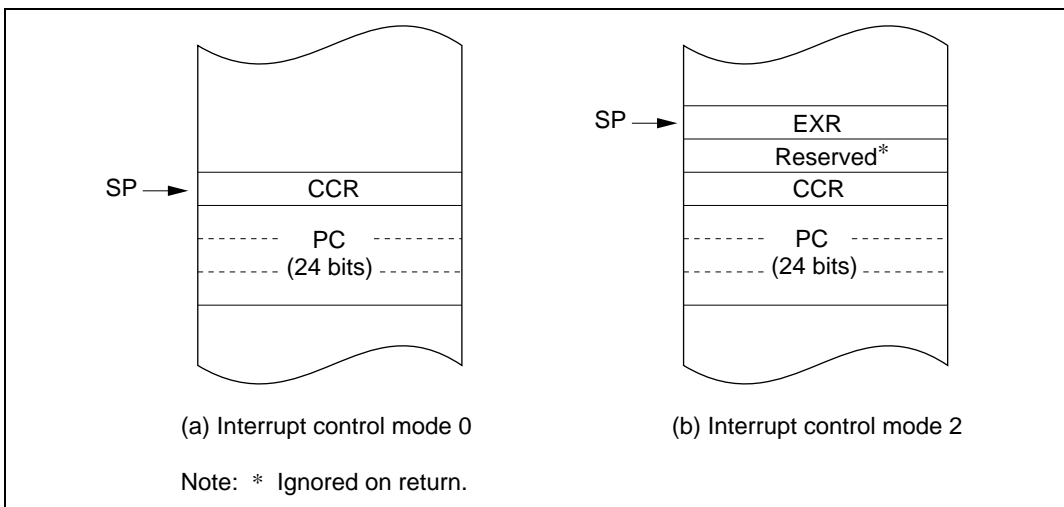 SP
CCR
PC
(24 bits)
(a) Interrupt control mode 0
SP
EXR
Reserved*
CCR
PC
(24 bits)
(b) Interrupt control mode 2
Note: * Ignored on return.